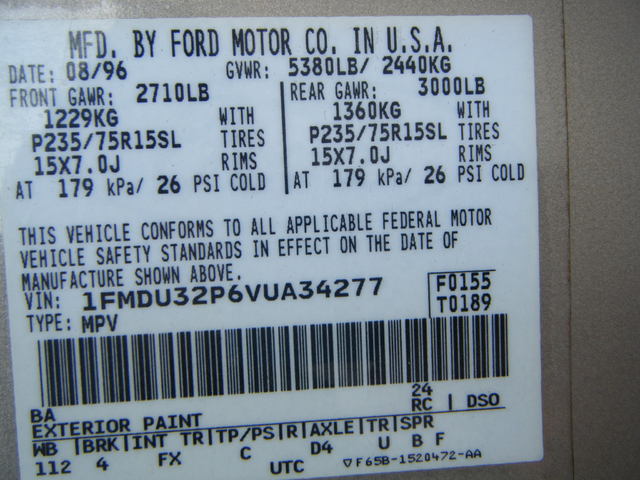 MFD. BY FORD MOTOR CO. IN U.S.A.
DATE: 08/96 GVWR: 5380LB/ 2440KG
FRONT GAWR: 2710LB REAR GAWR: 3000LB
1229KG WITH 1360KG WITH
P235/75R15SL TIRES P235/75R15SL TIRES
15X7.0J RIMS 15X7.0J RIMS
AT 179 kPa/ 26 PSI COLD AT 179 kPa/ 26 PSI COLD
THIS VEHICLE CONFORMS TO ALL APPLICABLE FEDERAL MOTOR
VEHICLE SAFETY STANDARDS IN EFFECT ON THE DATE OF
MANUFACTURE SHOWN ABOVE.
VIN: 1FMDU32P6VUA34277 F0155
TYPE: MPV T0189
BA 24
EXTERIOR PAINT RC DSO
WB BRK INT TR TP/PS R AXLE TR SPR
112 4 FX C D4 U B F
UTC ▽F65B-1520472-AA